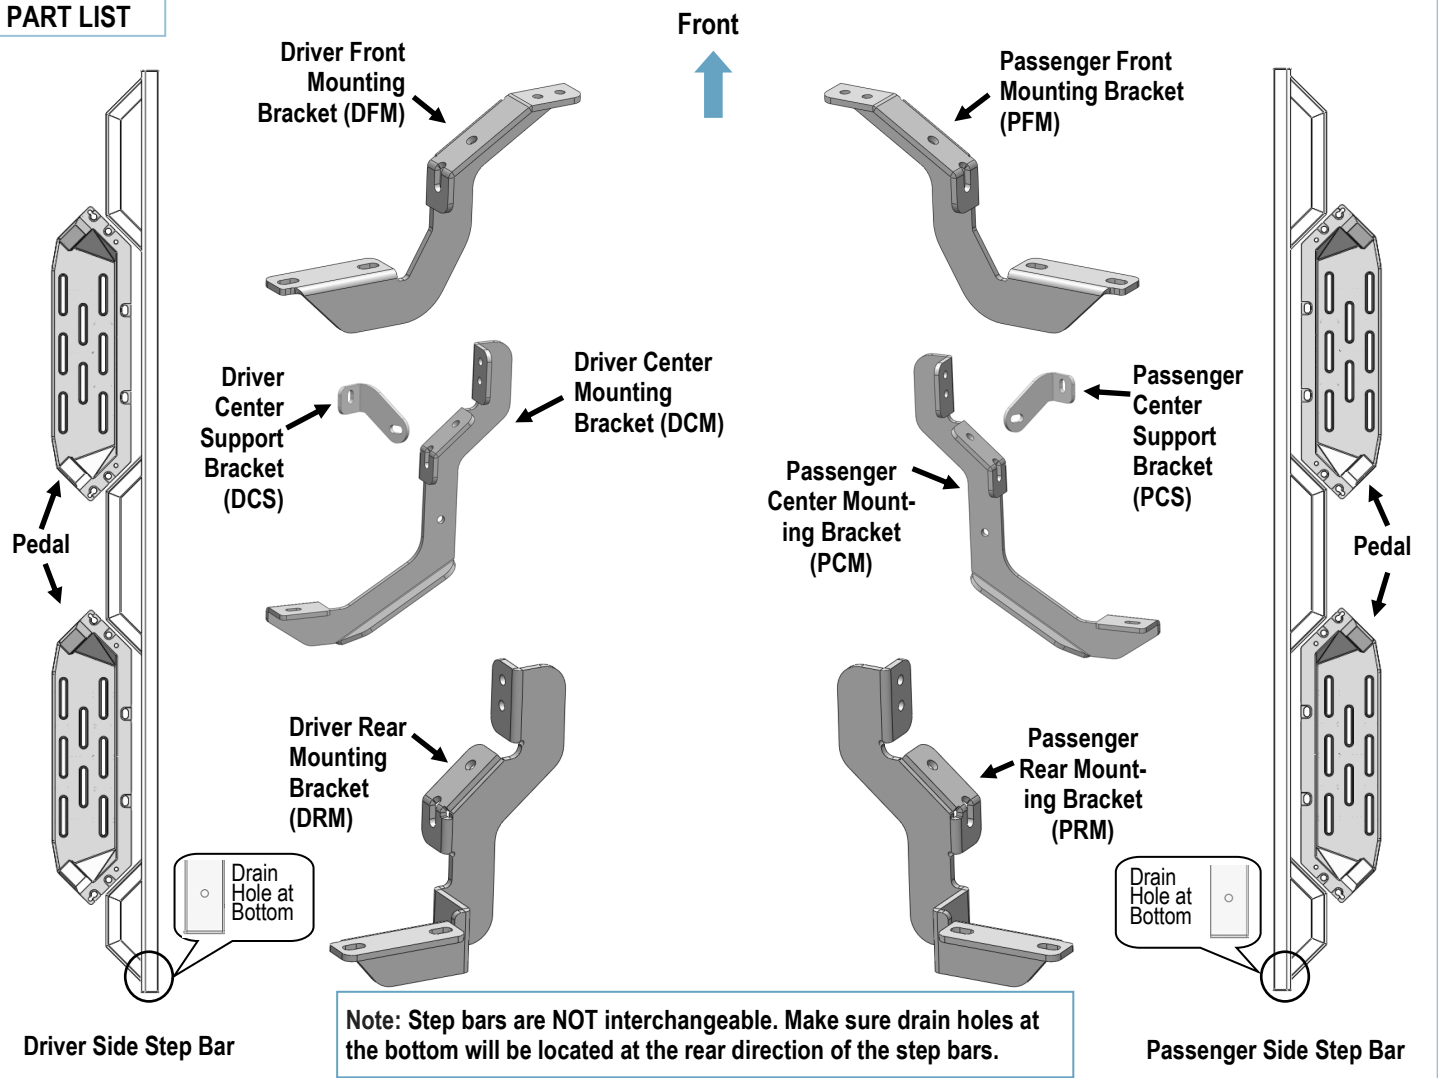 PART LIST
Front
Driver Front
Mounting
Bracket (DFM)
Passenger Front
Mounting Bracket
(PFM)
Driver
Center
Support
Bracket
(DCS)
Driver Center
Mounting
Bracket (DCM)
Passenger
Center Mount-
ing Bracket
(PCM)
Passenger
Center
Support
Bracket
(PCS)
Pedal
Pedal
Driver Rear
Mounting
Bracket
(DRM)
Passenger
Rear Mount-
ing Bracket
(PRM)
Drain
Hole at
Bottom
Drain
Hole at
Bottom
Driver Side Step Bar
Note: Step bars are NOT interchangeable. Make sure drain holes at
the bottom will be located at the rear direction of the step bars.
Passenger Side Step Bar